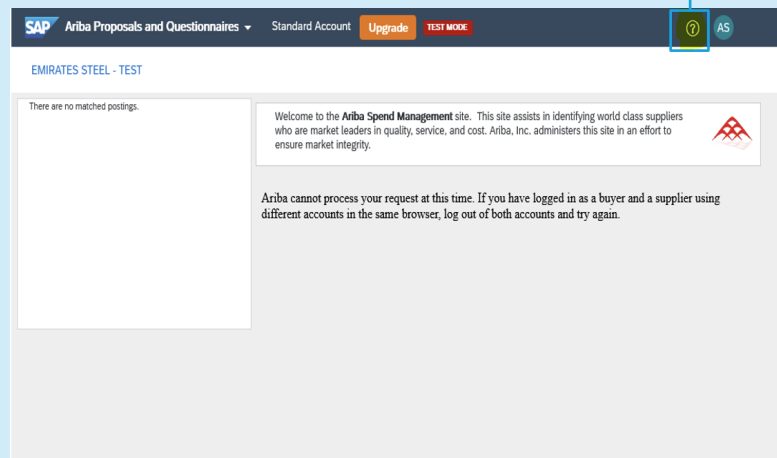 SAP Ariba Proposals and Questionnaires Standard Account Upgrade TEST MODE ? AS
EMIRATES STEEL - TEST
There are no matched postings.
Welcome to the Ariba Spend Management site. This site assists in identifying world class suppliers
who are market leaders in quality, service, and cost. Ariba, Inc. administers this site in an effort to
ensure market integrity.
Ariba cannot process your request at this time. If you have logged in as a buyer and a supplier using
different accounts in the same browser, log out of both accounts and try again.